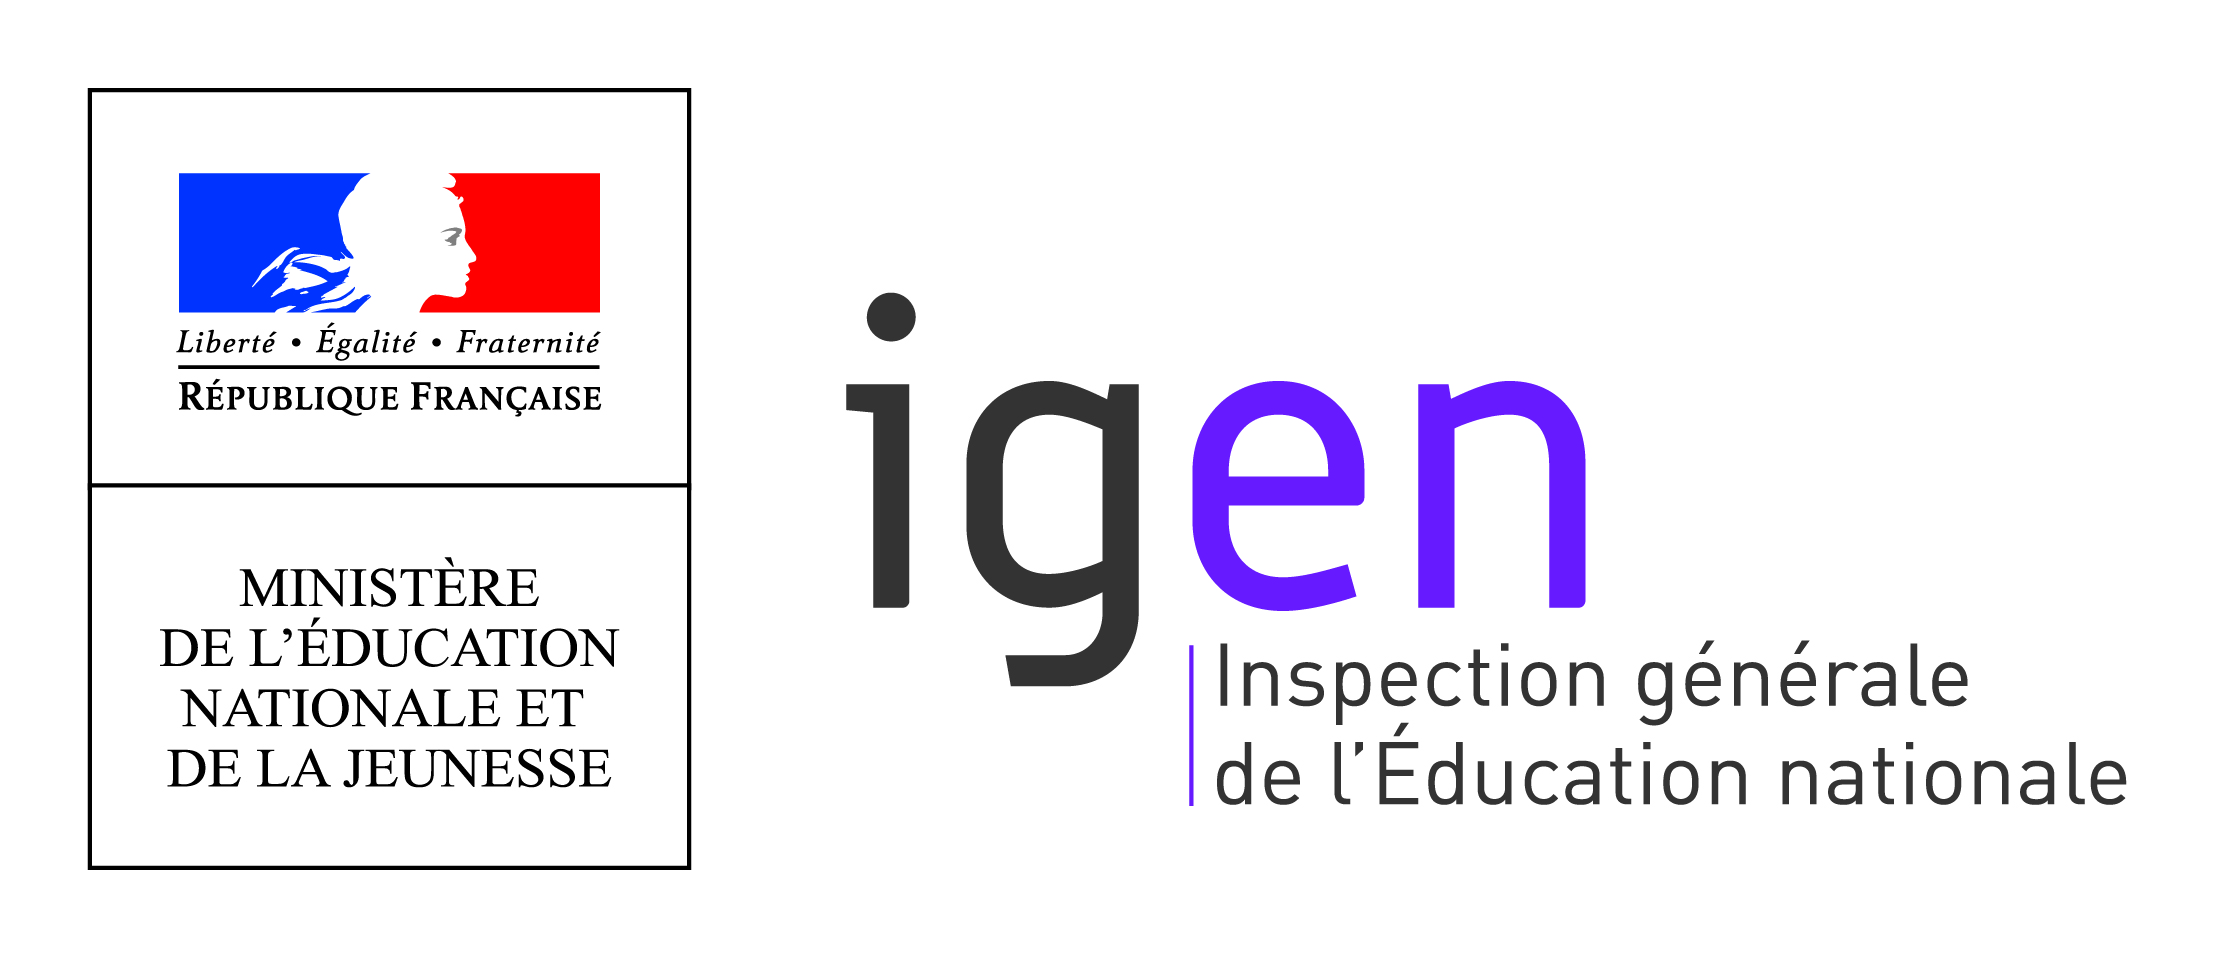 Liberté • Égalité • Fraternité
RÉPUBLIQUE FRANÇAISE
MINISTÈRE
DE L’ÉDUCATION
NATIONALE ET
DE LA JEUNESSE
igen
Inspection générale
de l’Éducation nationale